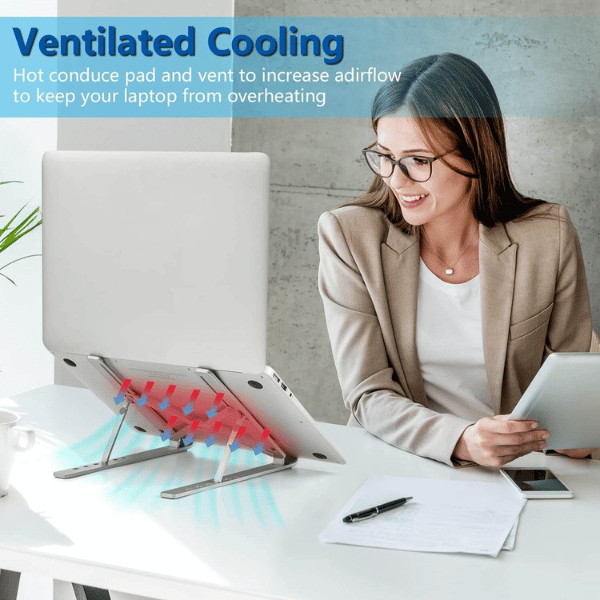 Ventilated Cooling
Hot conduce pad and vent to increase adirflow
to keep your laptop from overheating